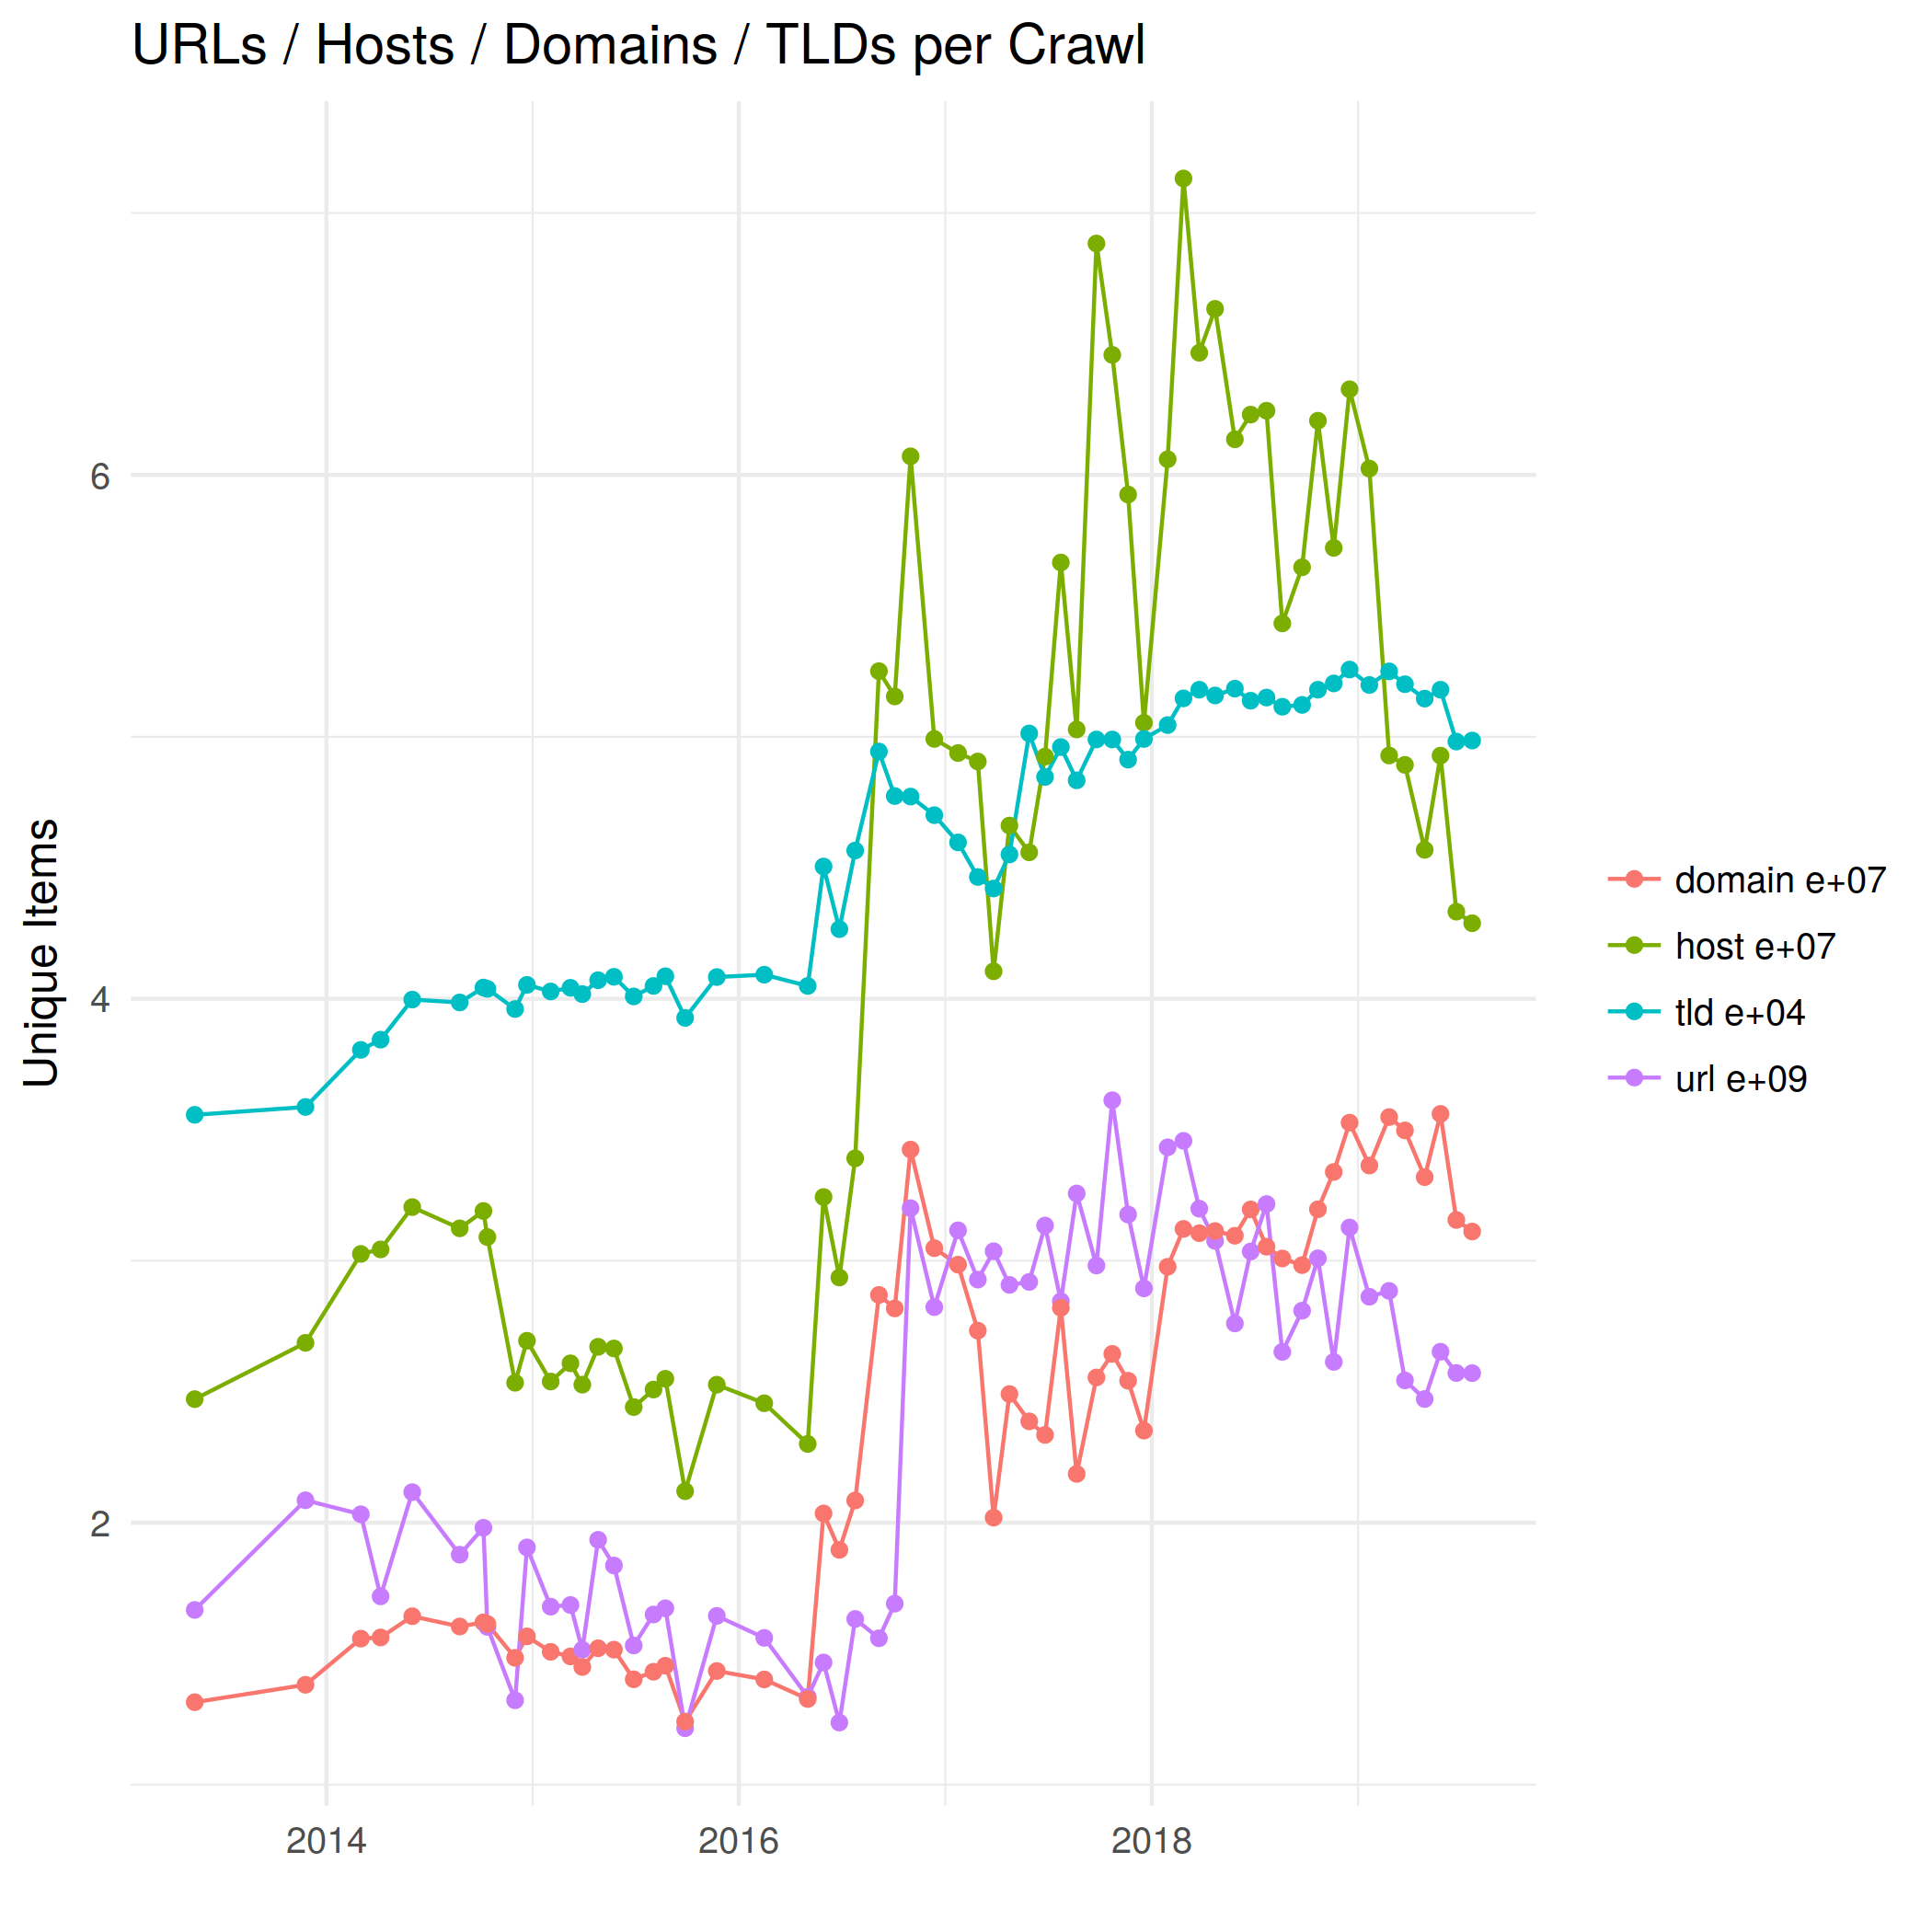 URLs / Hosts / Domains / TLDs per Crawl
Unique Items
6
4
2
2014
2016
2018
domain e+07
host e+07
tld e+04
url e+09